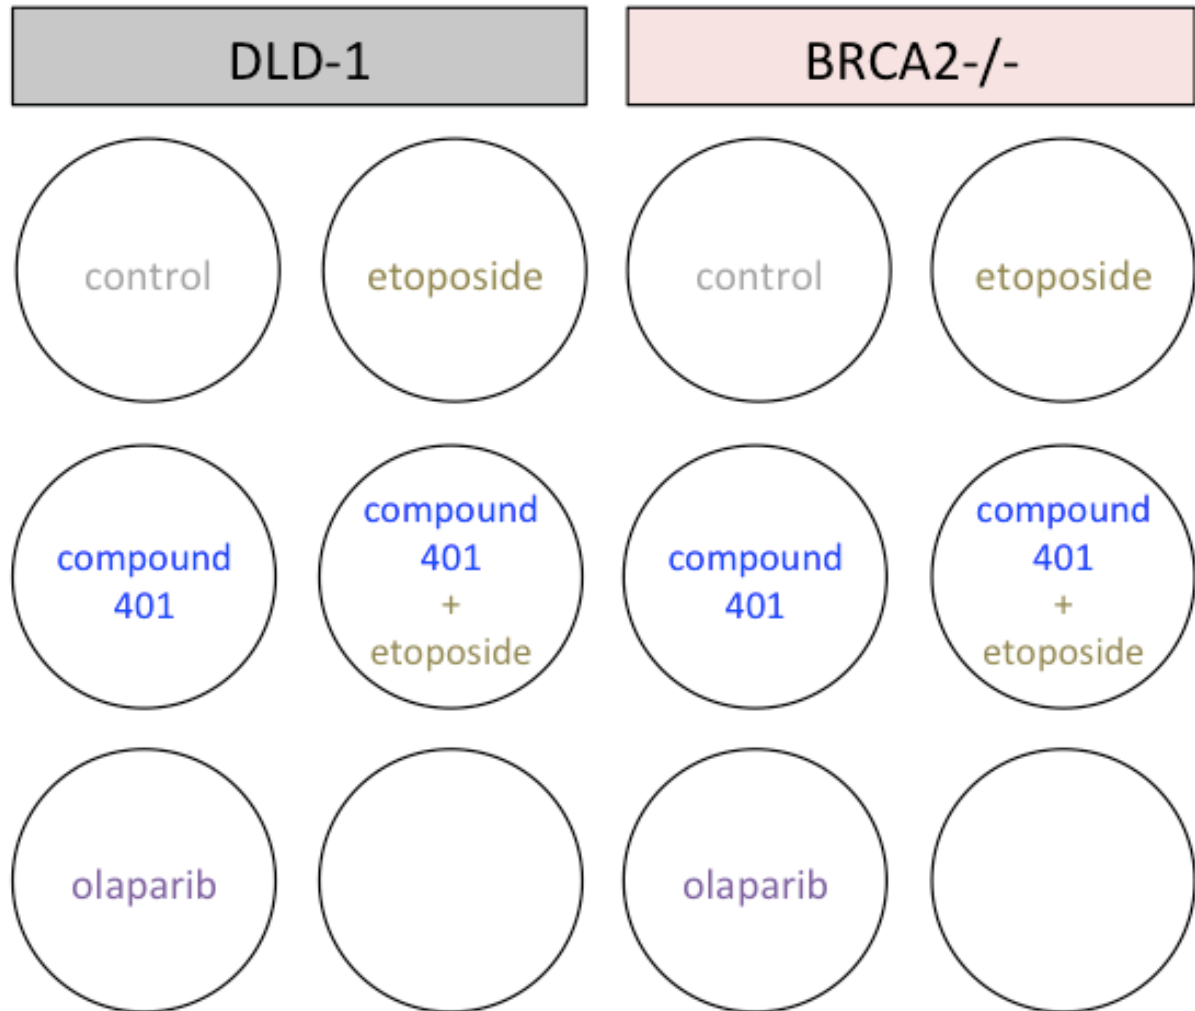 DLD-1
BRCA2-/-
control
etoposide
control
etoposide
compound
401
compound
401
+
etoposide
compound
401
compound
401
+
etoposide
olaparib
olaparib